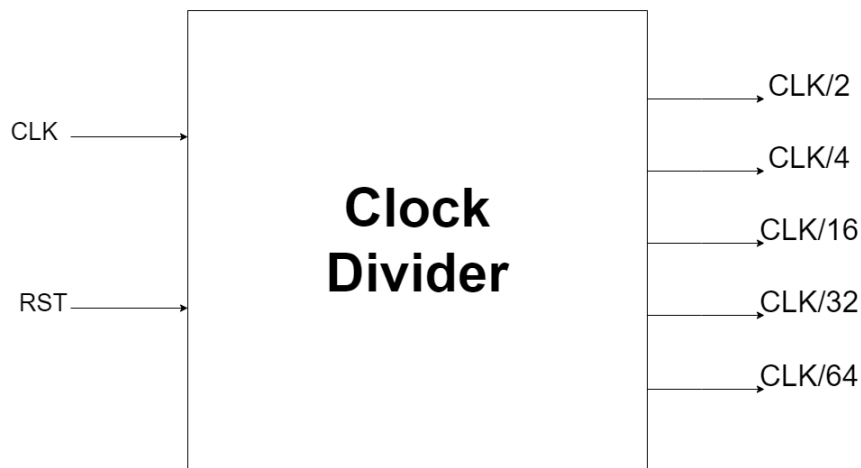 CLK
RST
Clock
Divider
CLK/2
CLK/4
CLK/16
CLK/32
CLK/64